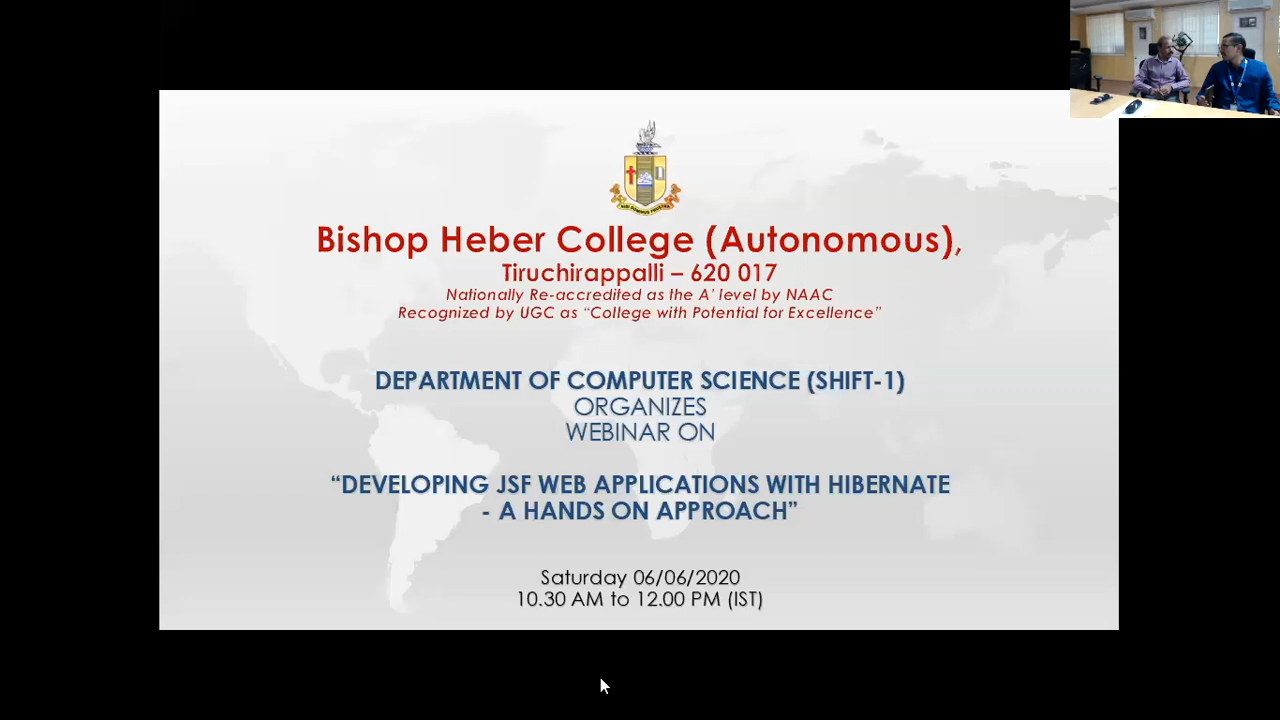 Bishop Heber College (Autonomous),
Tiruchirappalli – 620 017
Nationally Re-accredited as the A' level by NAAC
Recognized by UGC as “College with Potential for Excellence”
DEPARTMENT OF COMPUTER SCIENCE (SHIFT-1)
ORGANIZES
WEBINAR ON
“DEVELOPING JSF WEB APPLICATIONS WITH HIBERNATE
- A HANDS ON APPROACH”
Saturday 06/06/2020
10.30 AM to 12.00 PM (IST)